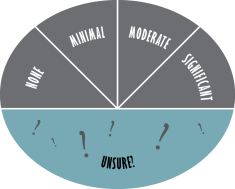 NONE
MINIMAL
MODERATE
SIGNIFICANT
! ! ! ! !
UNSURE?